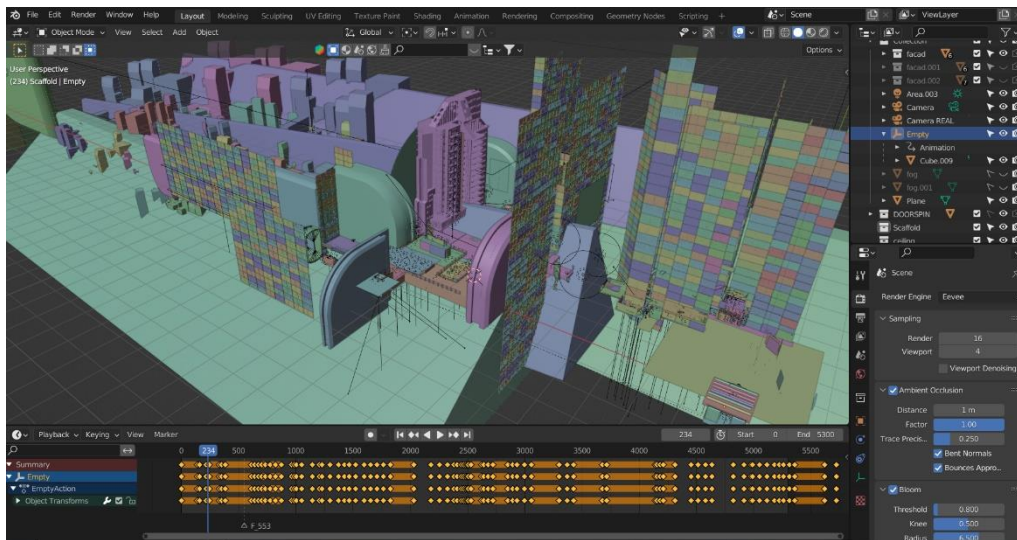 File Edit Render Window Help Layout Modeling Sculpting UV Editing Texture Paint Shading Animation Rendering Compositing Geometry Nodes Scripting + Scene ViewLayer
Object Mode View Select Add Object Global
Options
User Perspective
(234) Scaffold | Empty
Collection
facad
facad.001
facad.002
Area.003
Camera
Camera REAL
Empty
Animation
Cube.009
fog
fog.001
Plane
DOORSPIN
Scaffold
ceiling
Scene
Render Engine Eevee
Sampling
Render 16
Viewport 4
Viewport Denoising
Ambient Occlusion
Distance 1 m
Factor 1.00
Trace Precis... 0.250
Bent Normals
Bounces Appro...
Bloom
Threshold 0.800
Knee 0.500
Radius 6.500
Playback Keying View Marker 234 Start 0 End 5300
0 234 500 1000 1500 2000 2500 3000 3500 4000 4500 5000 5500
Summary
Empty
EmptyAction
Object Transforms
F_553